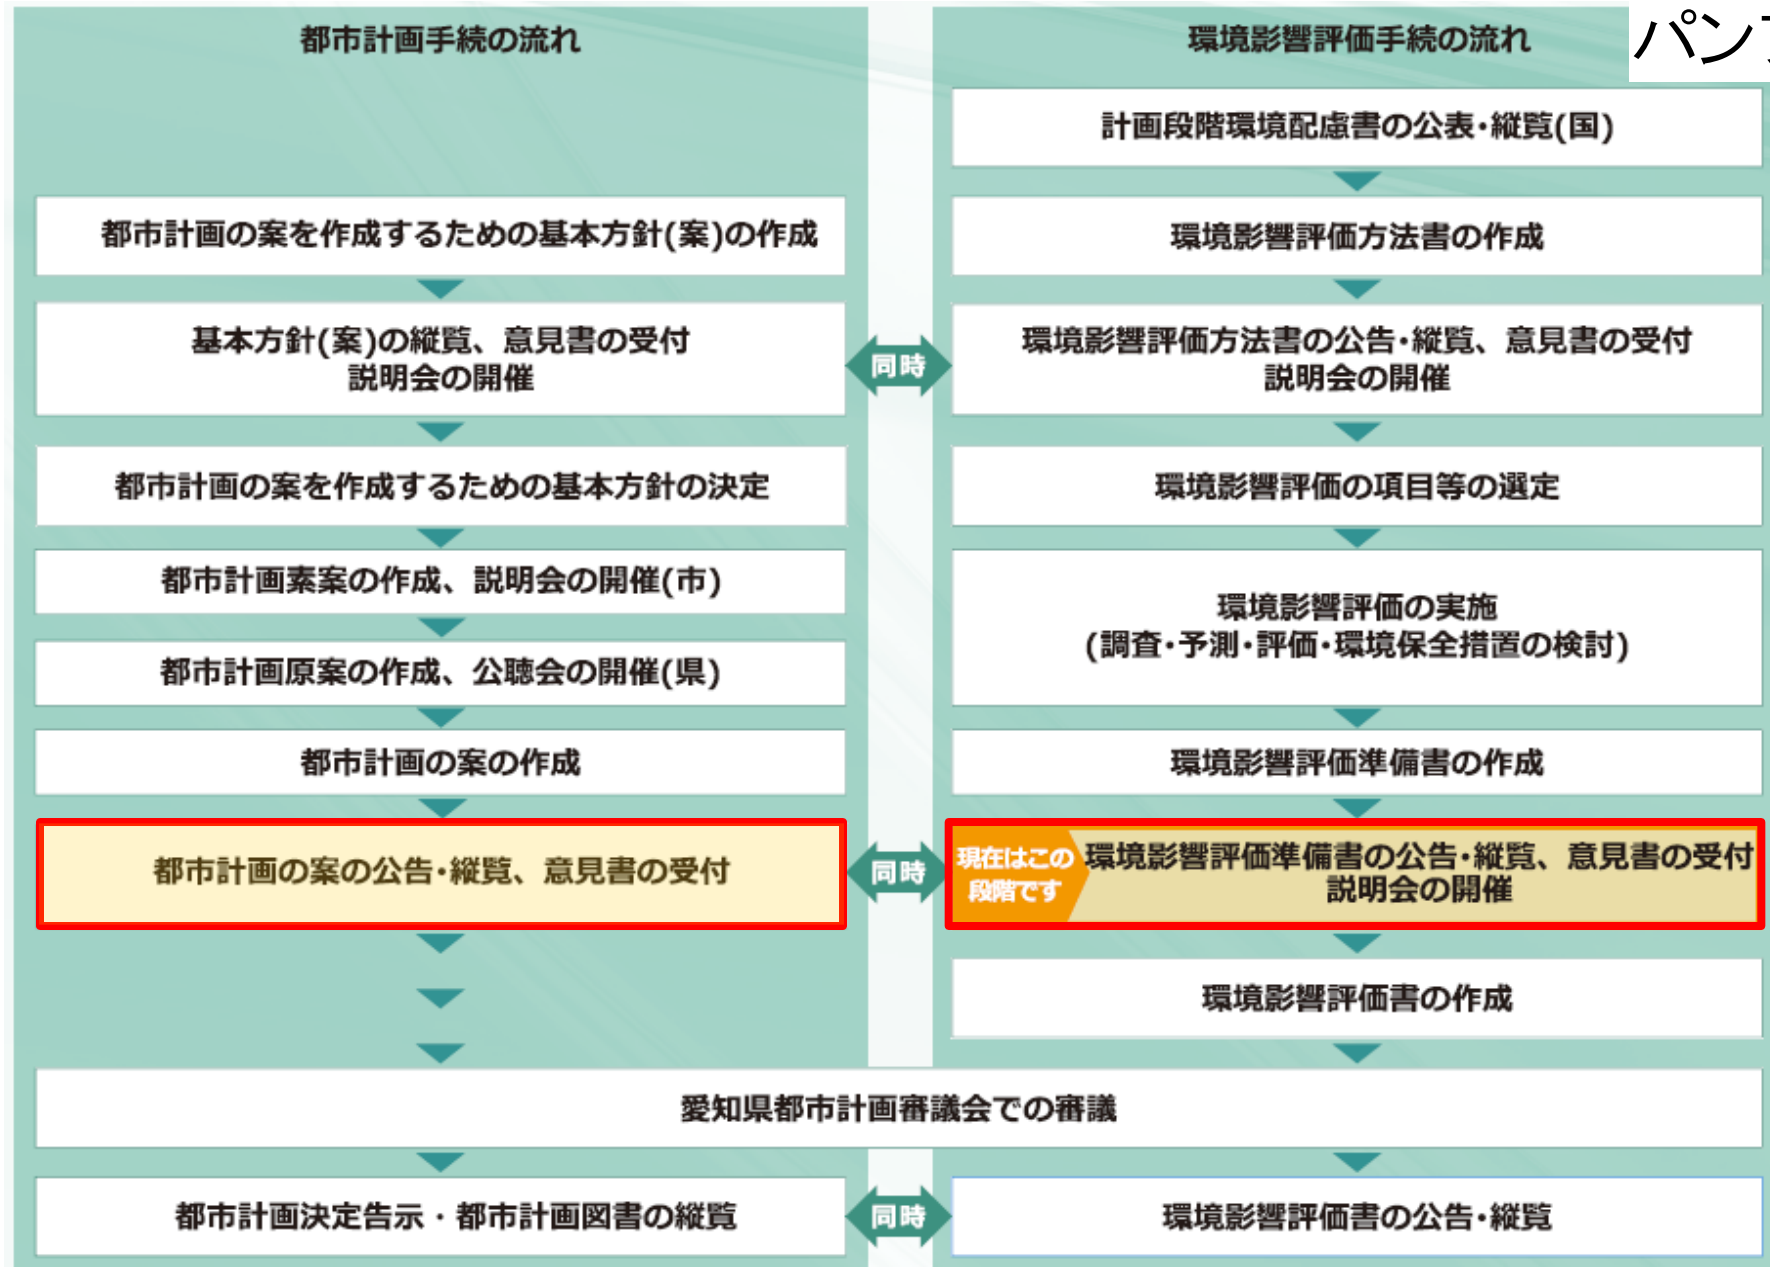 都市計画手続の流れ
都市計画の案を作成するための基本方針(案)の作成
基本方針(案)の縦覧、意見書の受付
説明会の開催
都市計画の案を作成するための基本方針の決定
都市計画素案の作成、説明会の開催(市)
都市計画原案の作成、公聴会の開催(県)
都市計画の案の作成
都市計画の案の公告・縦覧、意見書の受付
同時
同時
同時
環境影響評価手続の流れ
パン
計画段階環境配慮書の公表・縦覧(国)
環境影響評価方法書の作成
環境影響評価方法書の公告・縦覧、意見書の受付
説明会の開催
環境影響評価の項目等の選定
環境影響評価の実施
(調査・予測・評価・環境保全措置の検討)
環境影響評価準備書の作成
現在はこの
段階です
環境影響評価準備書の公告・縦覧、意見書の受付
説明会の開催
環境影響評価書の作成
愛知県都市計画審議会での審議
都市計画決定告示・都市計画図書の縦覧
環境影響評価書の公告・縦覧